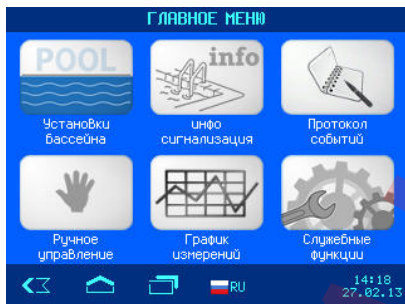 ГЛАВНОЕ МЕНЮ
POOL
info
Установки
бассейна
инфо
сигнализация
Протокол
событий
Ручное
управление
График
измерений
Служебные
функции
RU
14:18
27.02.13